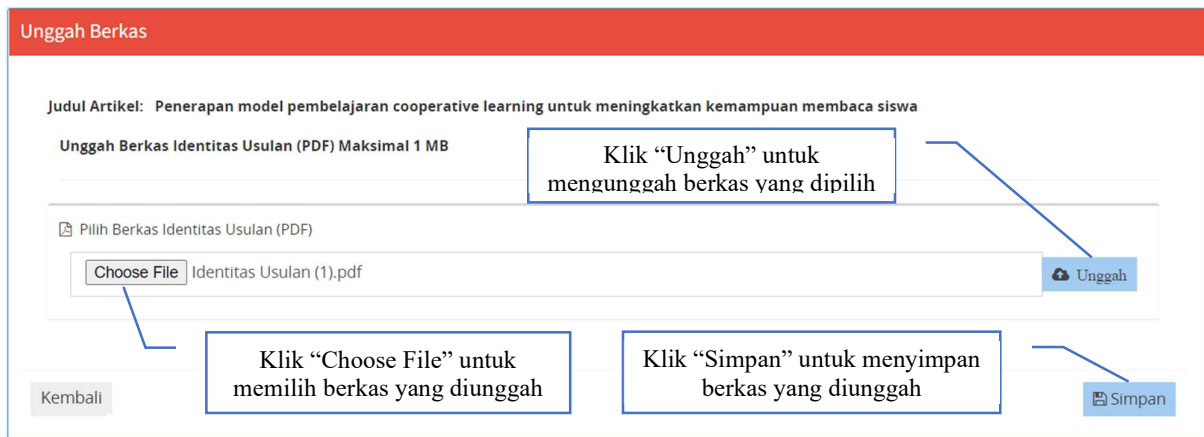 Unggah Berkas
Judul Artikel: Penerapan model pembelajaran cooperative learning untuk meningkatkan kemampuan membaca siswa
Unggah Berkas Identitas Usulan (PDF) Maksimal 1 MB
Klik “Unggah” untuk
mengunggah berkas yang dipilih
Pilih Berkas Identitas Usulan (PDF)
Choose File Identitas Usulan (1).pdf
Unggah
Klik “Choose File” untuk
memilih berkas yang diunggah
Klik “Simpan” untuk menyimpan
berkas yang diunggah
Kembali
Simpan